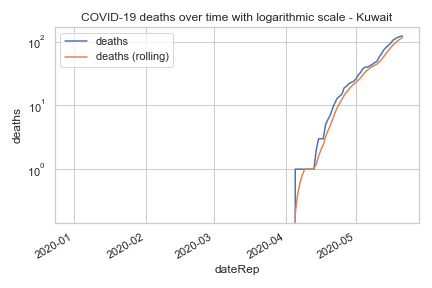 COVID-19 deaths over time with logarithmic scale - Kuwait
deaths
deaths (rolling)
10²
10¹
10⁰
deaths
2020-01
2020-02
2020-03
2020-04
2020-05
dateRep